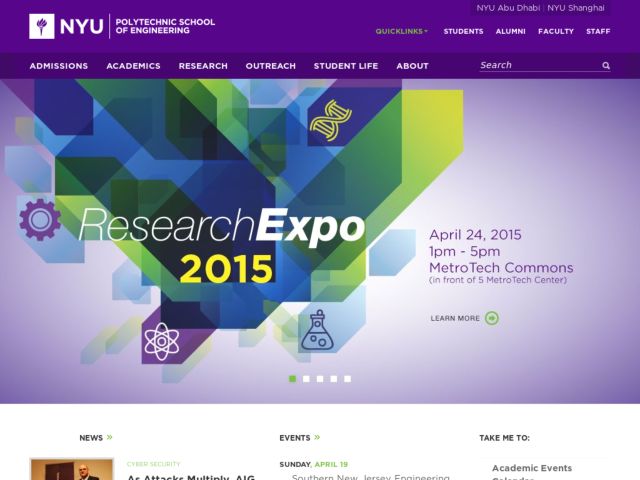 NYU Abu Dhabi | NYU Shanghai
NYU
POLYTECHNIC SCHOOL
OF ENGINEERING
QUICKLINKS STUDENTS ALUMNI FACULTY STAFF
ADMISSIONS ACADEMICS RESEARCH OUTREACH STUDENT LIFE ABOUT Search
ResearchExpo
2015
April 24, 2015
1pm - 5pm
MetroTech Commons
(in front of 5 MetroTech Center)
LEARN MORE
NEWS »
CYBER SECURITY
As Attacks Multiply, AIG
EVENTS »
SUNDAY, APRIL 19
Southern New Jersey Engineering
TAKE ME TO:
Academic Events
Calendar